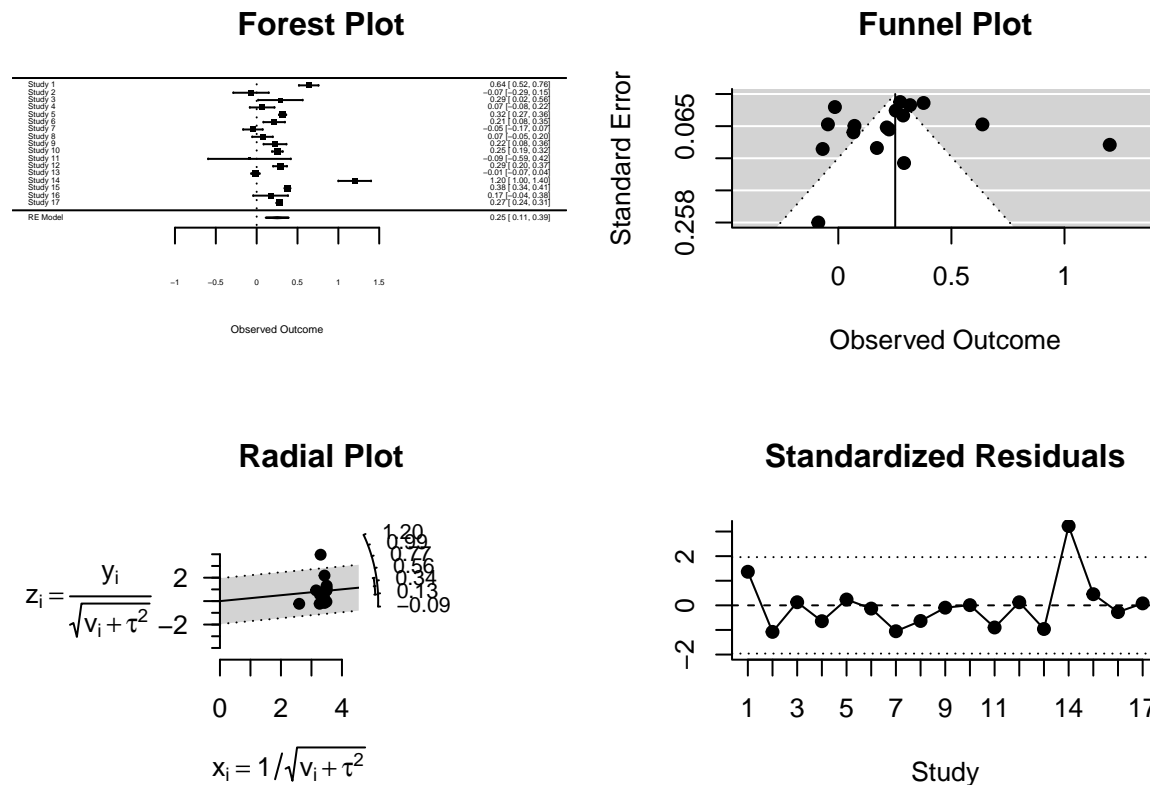 Forest Plot
Study 1 0.64 [ 0.52, 0.76]
Study 2 −0.07 [−0.29, 0.15]
Study 3 0.29 [ 0.02, 0.56]
Study 4 0.07 [−0.08, 0.22]
Study 5 0.32 [ 0.27, 0.36]
Study 6 0.21 [ 0.08, 0.35]
Study 7 −0.05 [−0.17, 0.07]
Study 8 0.07 [−0.05, 0.20]
Study 9 0.22 [ 0.08, 0.36]
Study 10 0.25 [ 0.19, 0.32]
Study 11 −0.09 [−0.59, 0.42]
Study 12 0.29 [ 0.20, 0.37]
Study 13 −0.01 [−0.07, 0.04]
Study 14 1.20 [ 1.00, 1.40]
Study 15 0.38 [ 0.34, 0.41]
Study 16 0.17 [−0.04, 0.38]
Study 17 0.27 [ 0.24, 0.31]
RE Model 0.25 [ 0.11, 0.39]
−1 −0.5 0 0.5 1 1.5
Observed Outcome
Funnel Plot
Standard Error
0.065
0.258
0 0.5 1
Observed Outcome
Radial Plot
z_i = y_i / √(v_i + τ²)
2
−2
1.20
0.99
0.77
0.56
0.34
0.13
−0.09
0 2 4
x_i = 1/√(v_i + τ²)
Standardized Residuals
2
0
−2
1 3 5 7 9 11 14 17
Study